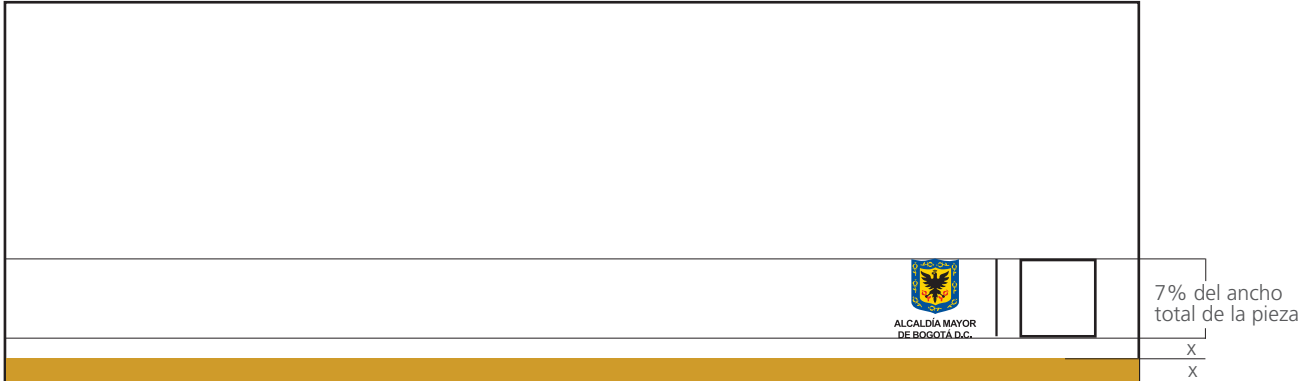 ALCALDÍA MAYOR
DE BOGOTÁ D.C.
7% del ancho
total de la pieza
x
x